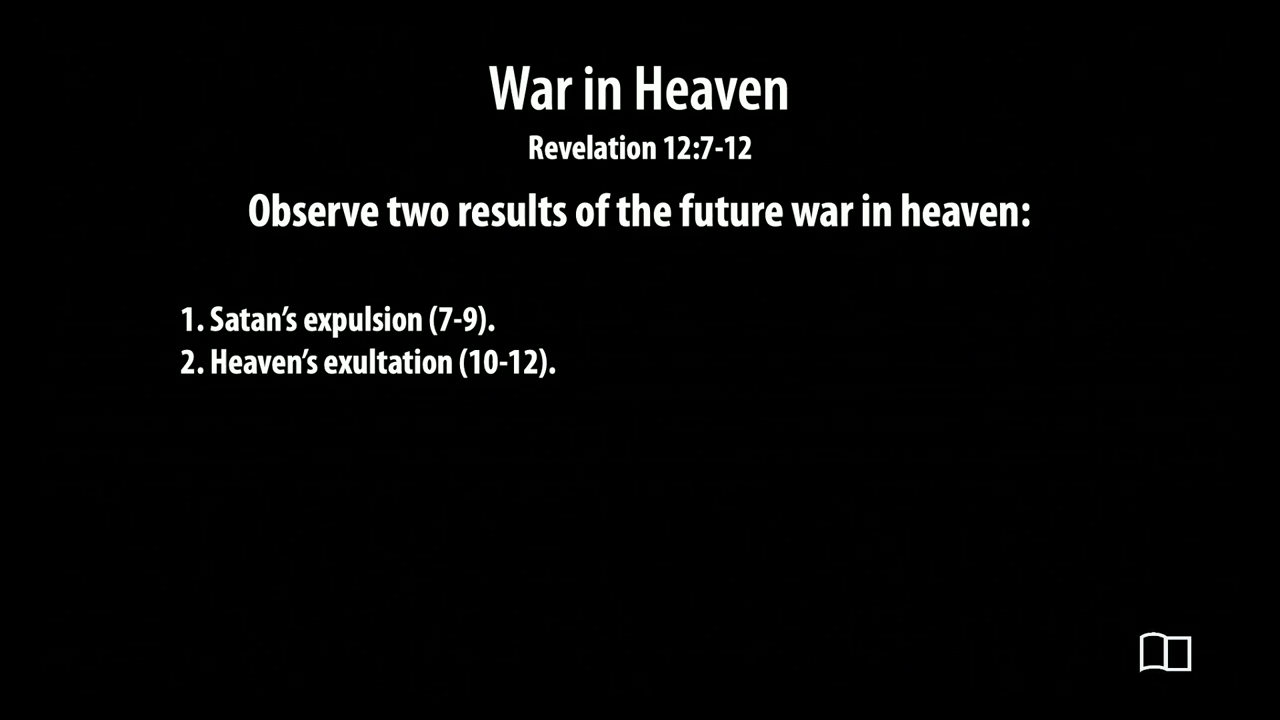 War in Heaven
Revelation 12:7-12
Observe two results of the future war in heaven:
1. Satan’s expulsion (7-9).
2. Heaven’s exultation (10-12).